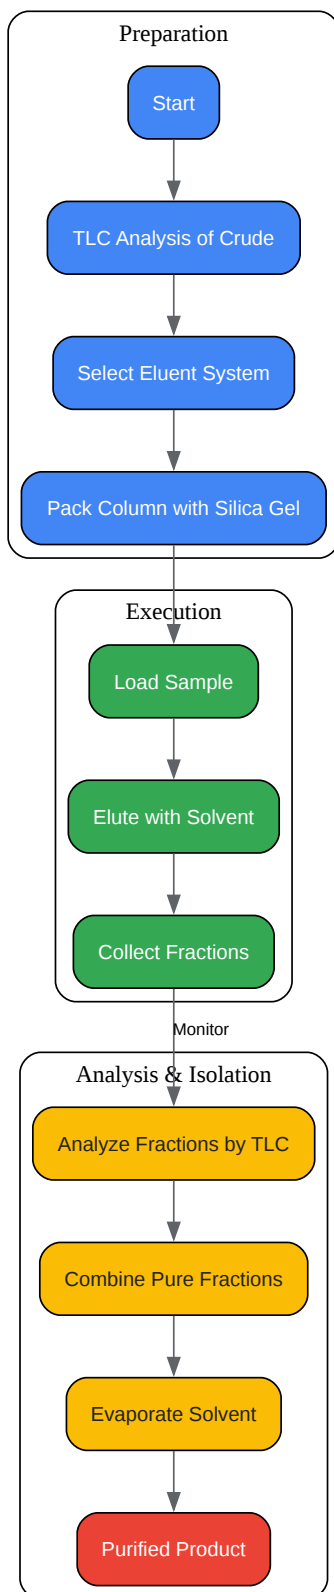 Preparation
Start
TLC Analysis of Crude
Select Eluent System
Pack Column with Silica Gel
Execution
Load Sample
Elute with Solvent
Collect Fractions
Monitor
Analysis & Isolation
Analyze Fractions by TLC
Combine Pure Fractions
Evaporate Solvent
Purified Product